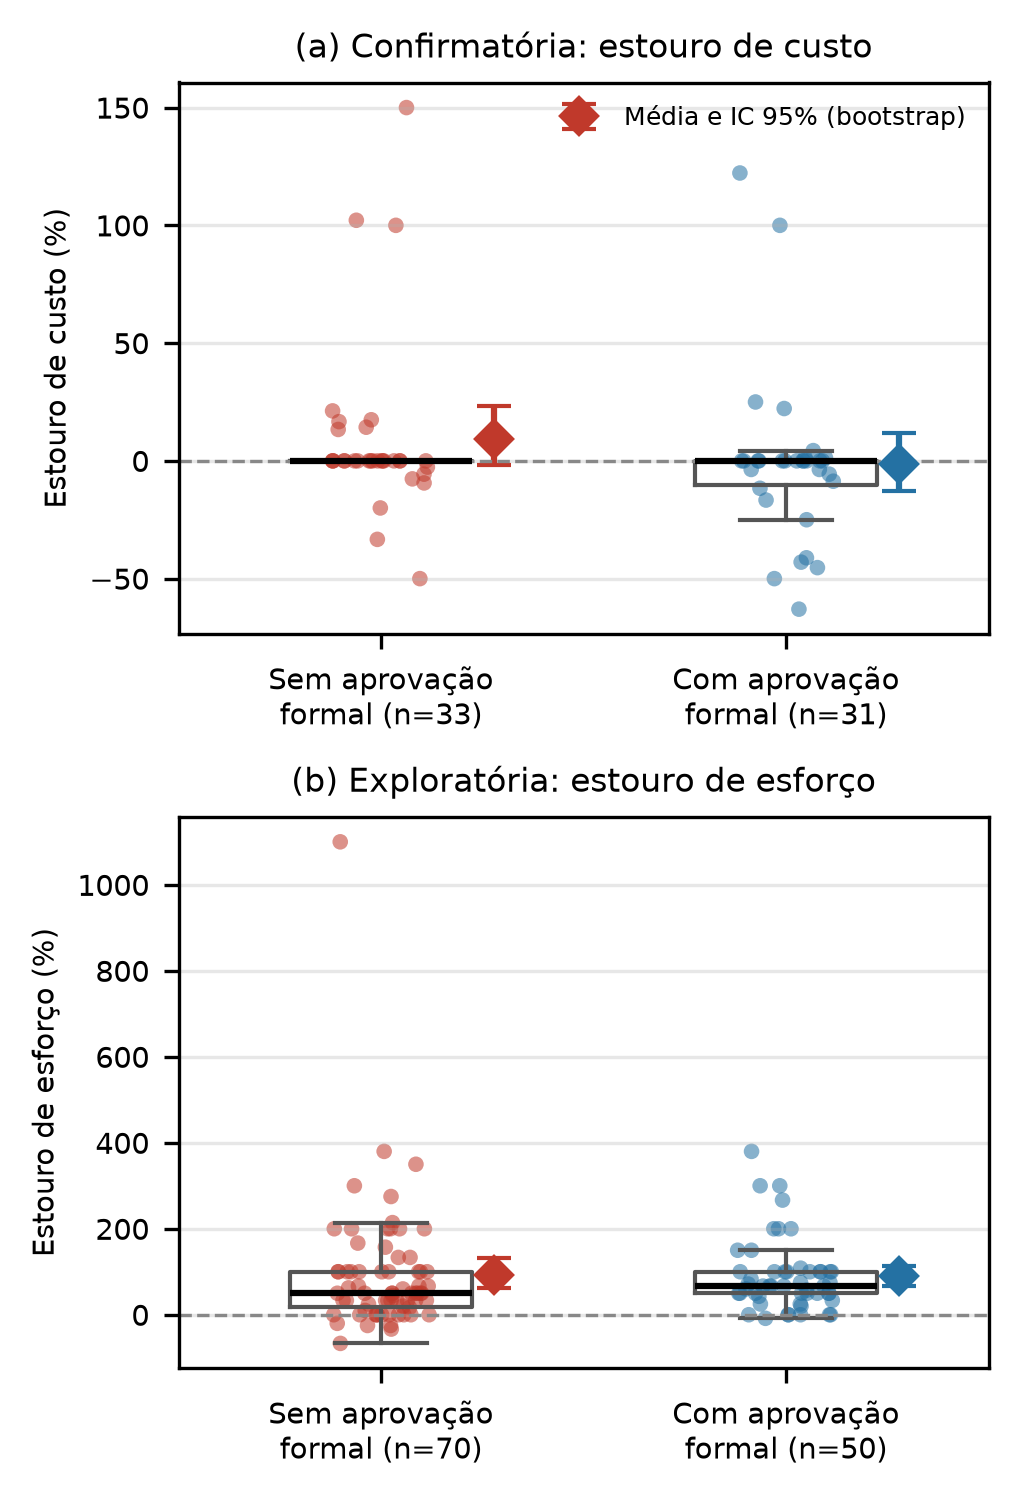 (a) Confirmatória: estouro de custo
Média e IC 95% (bootstrap)
Estouro de custo (%)
150
100
50
0
−50
Sem aprovação
formal (n=33)
Com aprovação
formal (n=31)
(b) Exploratória: estouro de esforço
Estouro de esforço (%)
1000
800
600
400
200
0
Sem aprovação
formal (n=70)
Com aprovação
formal (n=50)